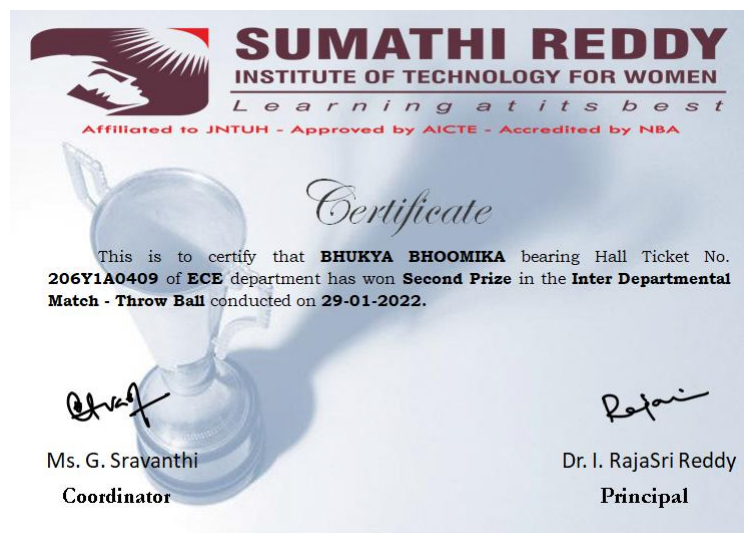 SUMATHI REDDY
INSTITUTE OF TECHNOLOGY FOR WOMEN
Learning at its best
Affiliated to JNTUH - Approved by AICTE - Accredited by NBA
Certificate
This is to certify that BHUKYA BHOOMIKA bearing Hall Ticket No.
206Y1A0409 of ECE department has won Second Prize in the Inter Departmental
Match - Throw Ball conducted on 29-01-2022.
Rajani
Ms. G. Sravanthi Dr. I. RajaSri Reddy
Coordinator Principal